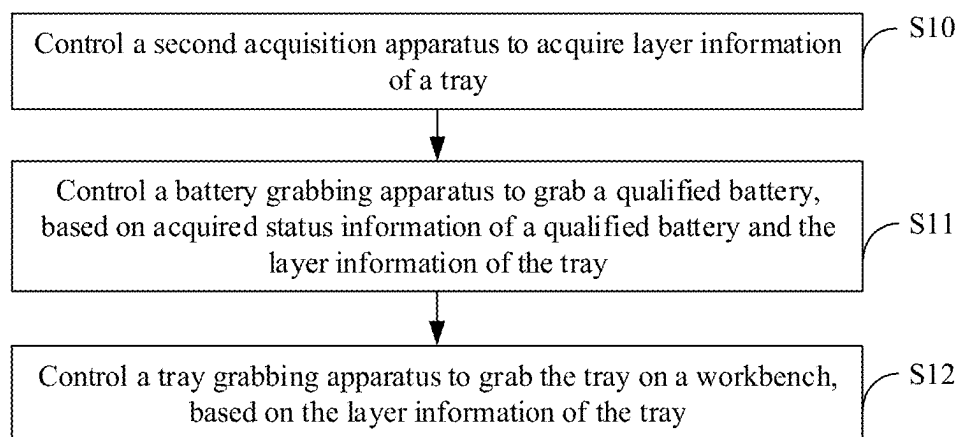 Control a second acquisition apparatus to acquire layer information
of a tray
S10
Control a battery grabbing apparatus to grab a qualified battery,
based on acquired status information of a qualified battery and the
layer information of the tray
S11
Control a tray grabbing apparatus to grab the tray on a workbench,
based on the layer information of the tray
S12